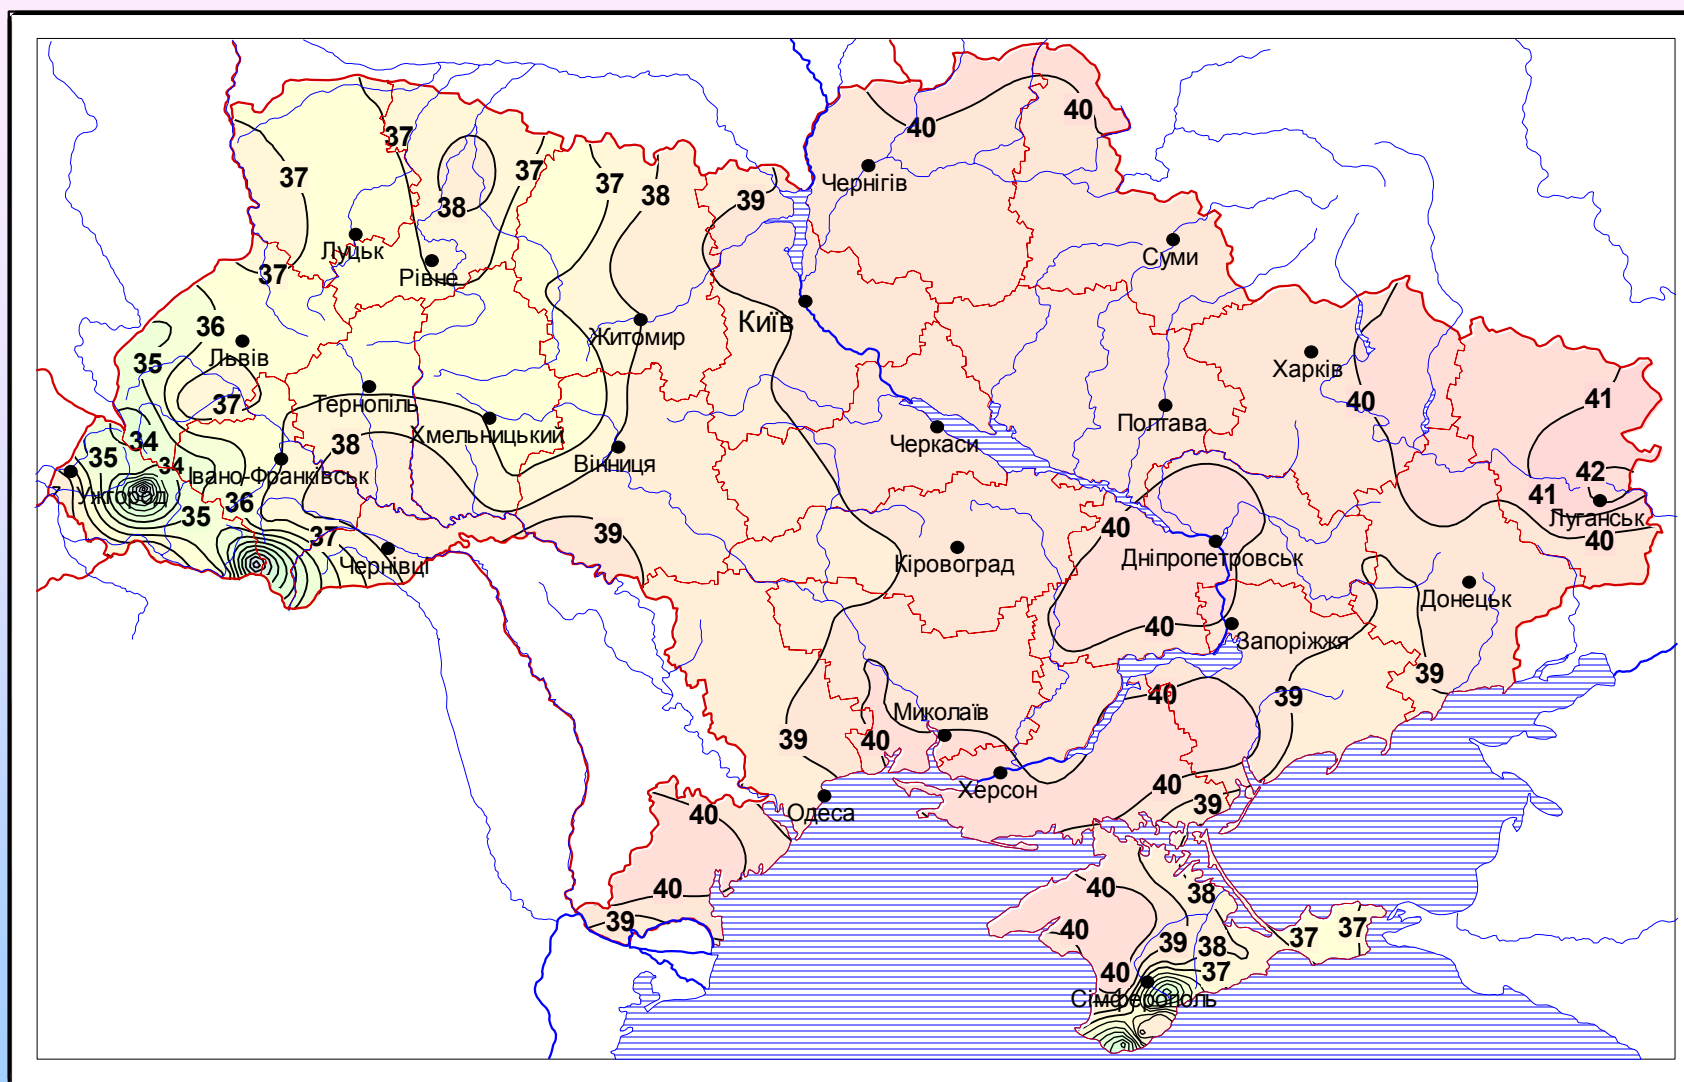 40
40
37
37
37
37
38
39
Чернігів
38
Луцьк
Суми
Рівне
37
36
Київ
Житомир
35
Львів
Харків
37
Тернопіль
40
41
38
Хмельницький
Полтава
Черкаси
34
35
34
Вінниця
Івано-Франківськ
42
41
Ужгород
36
35
Луганськ
39
37
40
40
Чернівці
Кіровоград
Дніпропетровськ
Донецьк
40
Запоріжжя
39
40
39
Миколаїв
39
40
Херсон
40
39
Одеса
40
40
40
38
39
40
37
37
39
38
40
37
Сімферополь